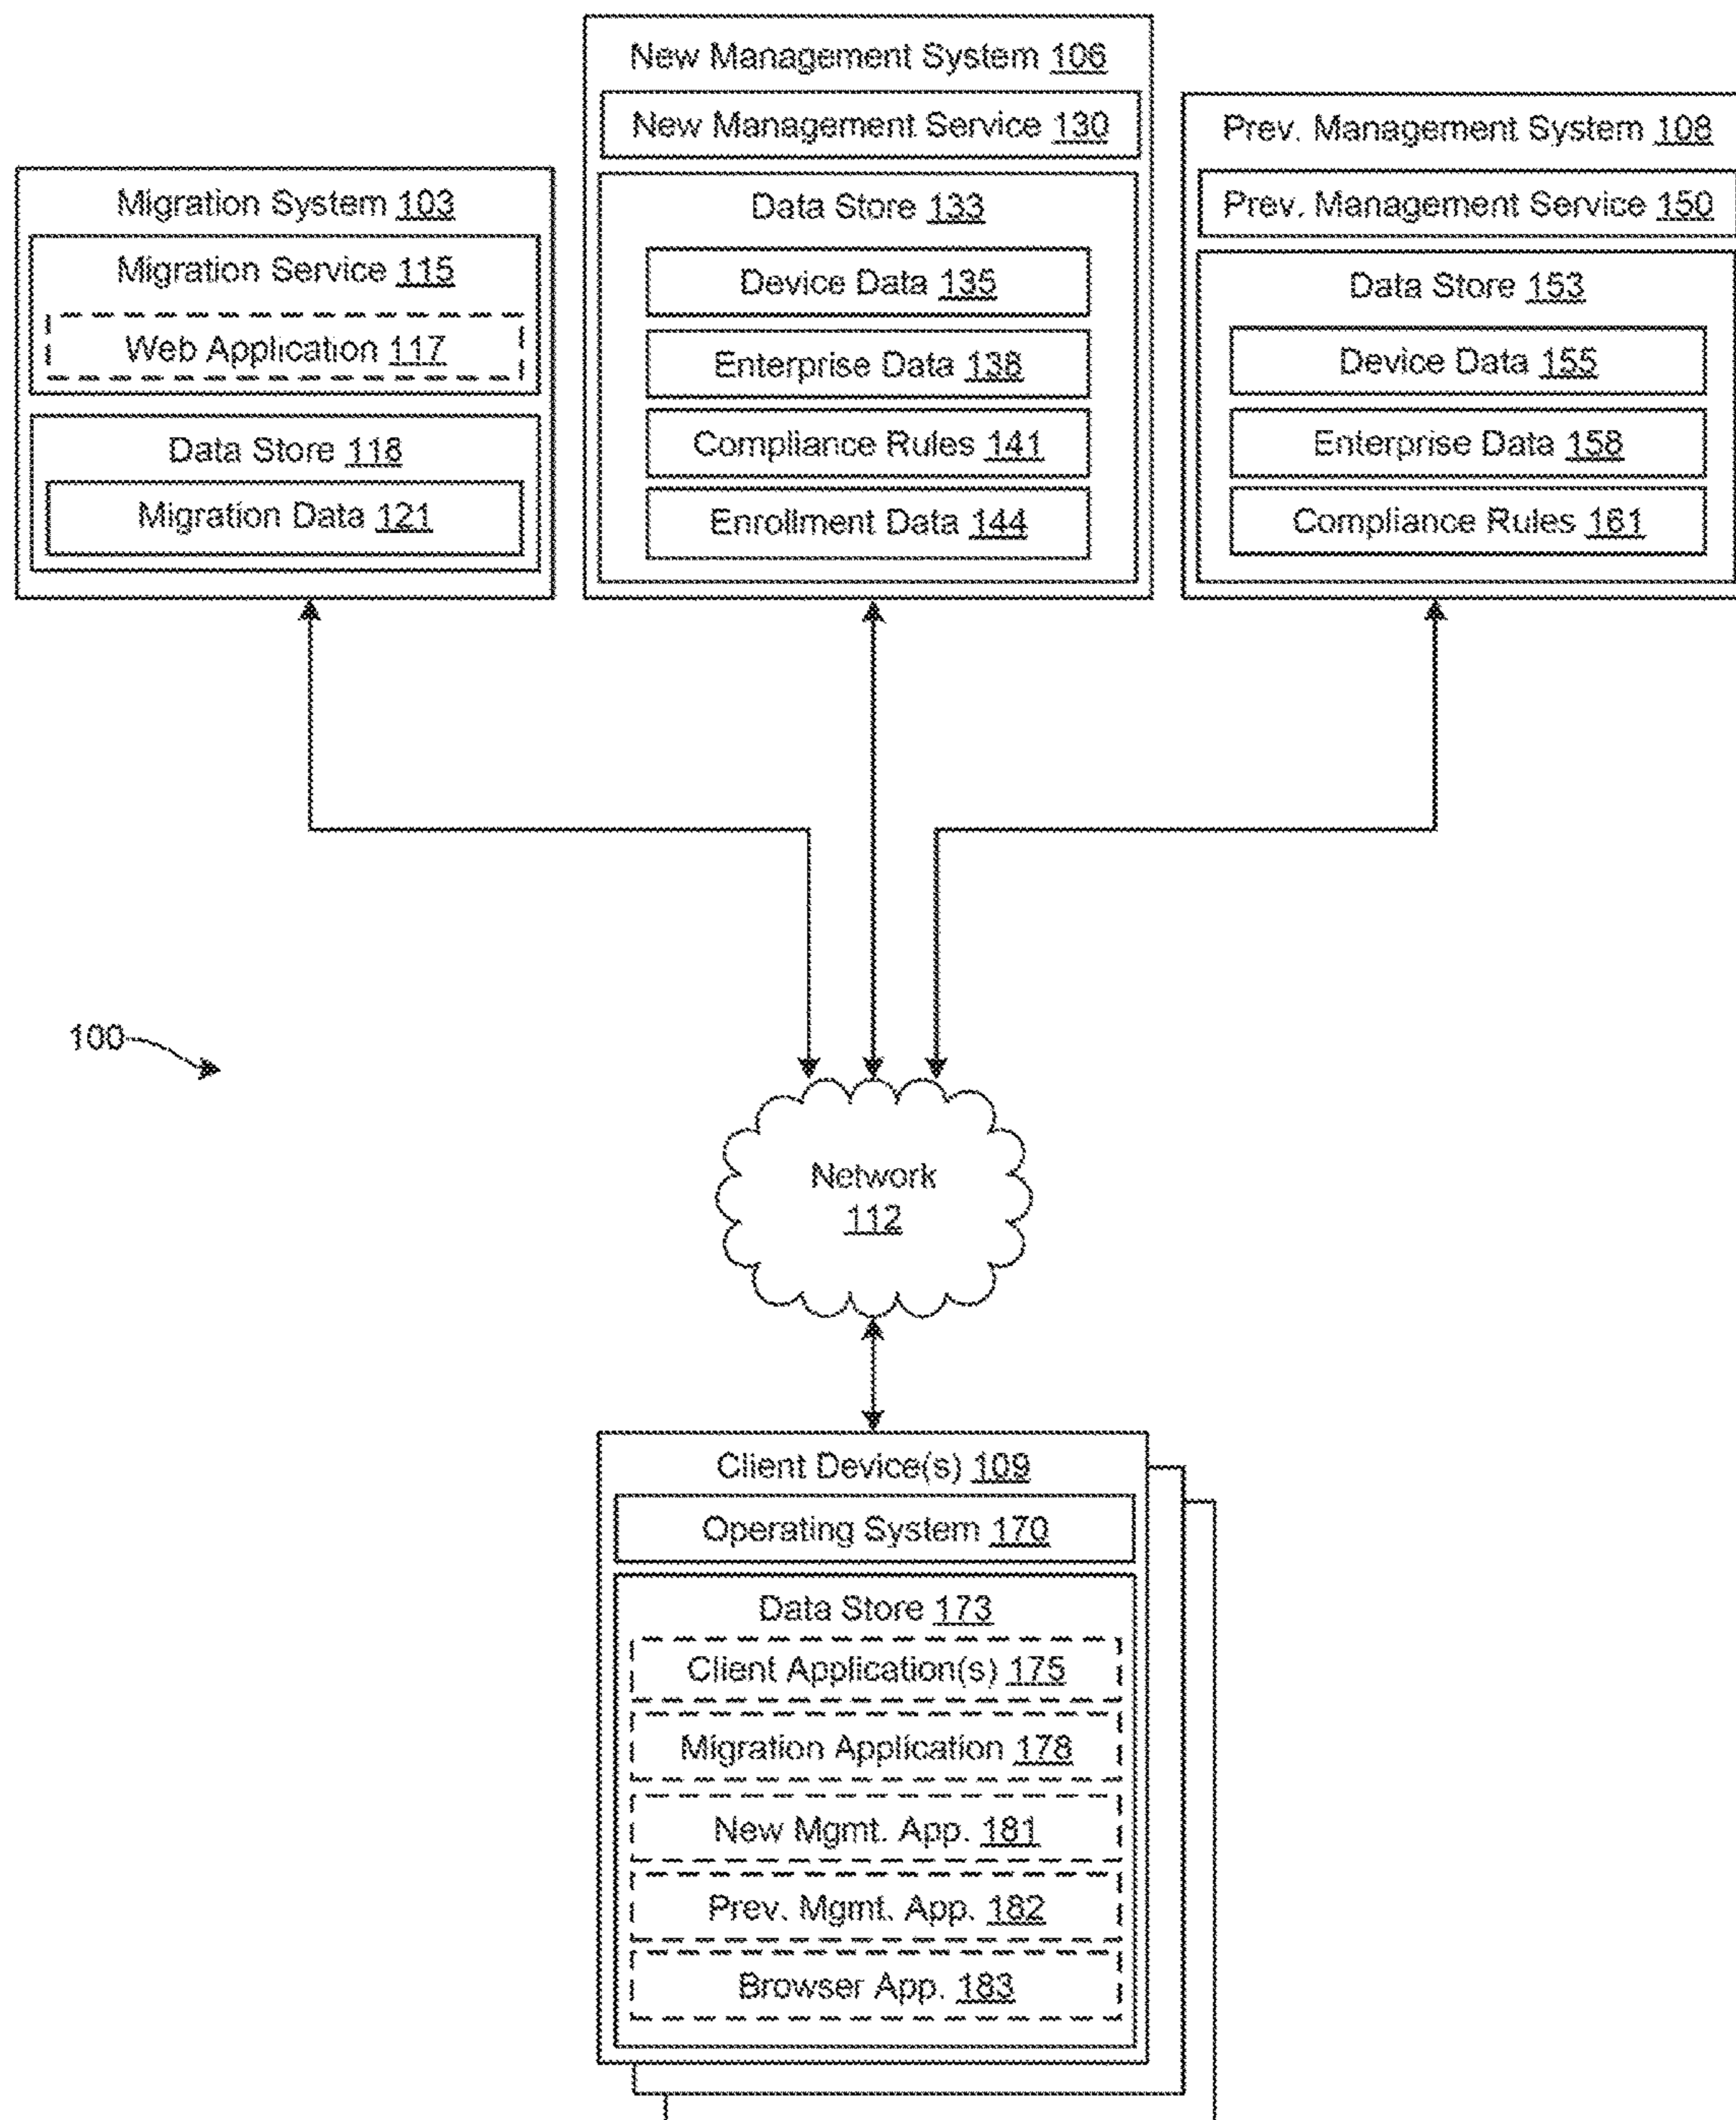 New Management System 106
New Management Service 130
Data Store 133
Device Data 135
Enterprise Data 138
Compliance Rules 141
Enrollment Data 144
Prev. Management System 108
Prev. Management Service 150
Data Store 153
Device Data 155
Enterprise Data 158
Compliance Rules 161
Migration System 103
Migration Service 115
Web Application 117
Data Store 118
Migration Data 121
100
Network
112
Client Device(s) 109
Operating System 170
Data Store 173
Client Application(s) 175
Migration Application 178
New Mgmt. App. 181
Prev. Mgmt. App. 182
Browser App. 183